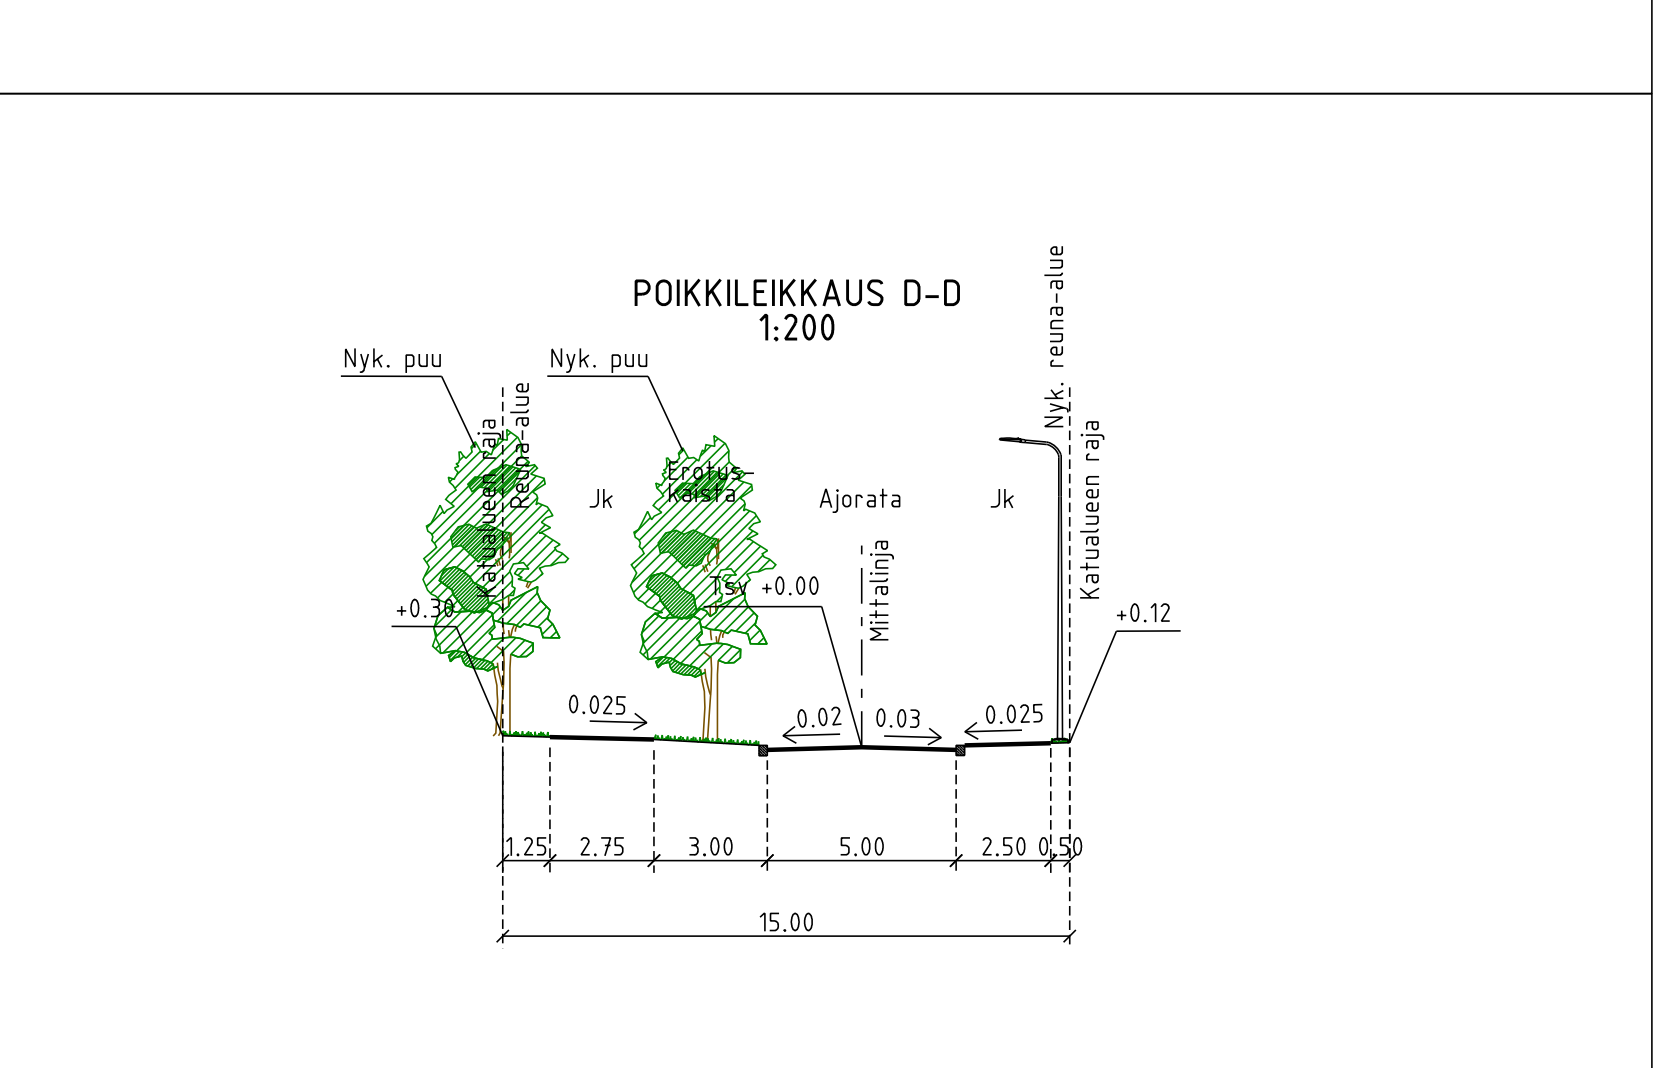 POIKKILEIKKAUS D-D
1:200
Nyk. reuna-alue
Nyk. puu
Nyk. puu
Katualueen raja
Reuna-alue
Jk
Erotus-
kaista
Ajorata
Jk
Katualueen raja
Mittalinja
Tsv +0.00
+0.30
+0.12
0.025
0.02
0.03
0.025
1.25
2.75
3.00
5.00
2.50
0.50
15.00